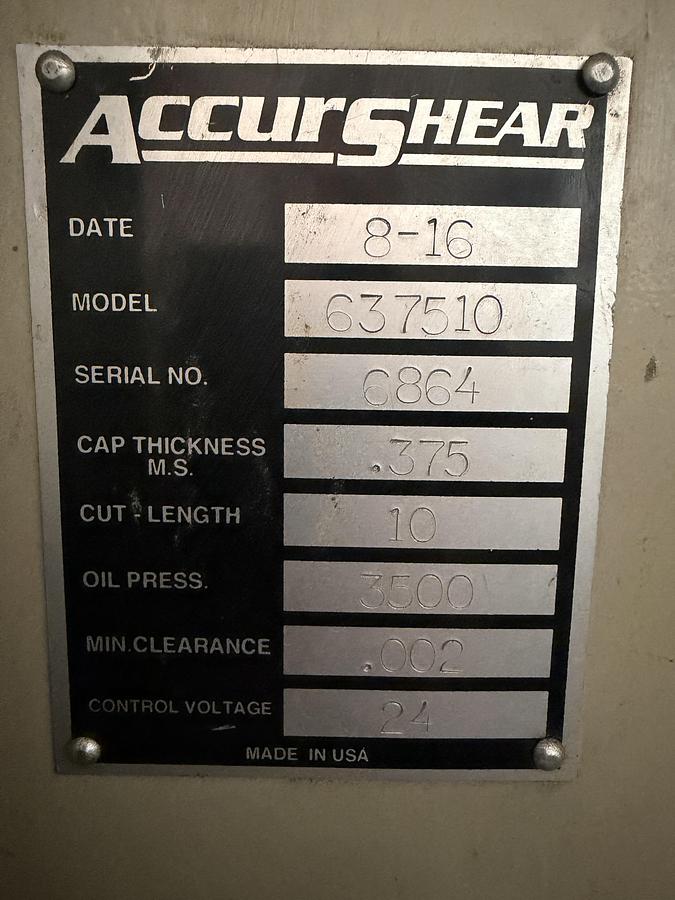 ACCURSHEAR
DATE 8-16
MODEL 637510
SERIAL NO. 6864
CAP THICKNESS .375
M.S.
CUT-LENGTH 10
OIL PRESS. 3500
MIN.CLEARANCE .002
CONTROL VOLTAGE 24
MADE IN USA